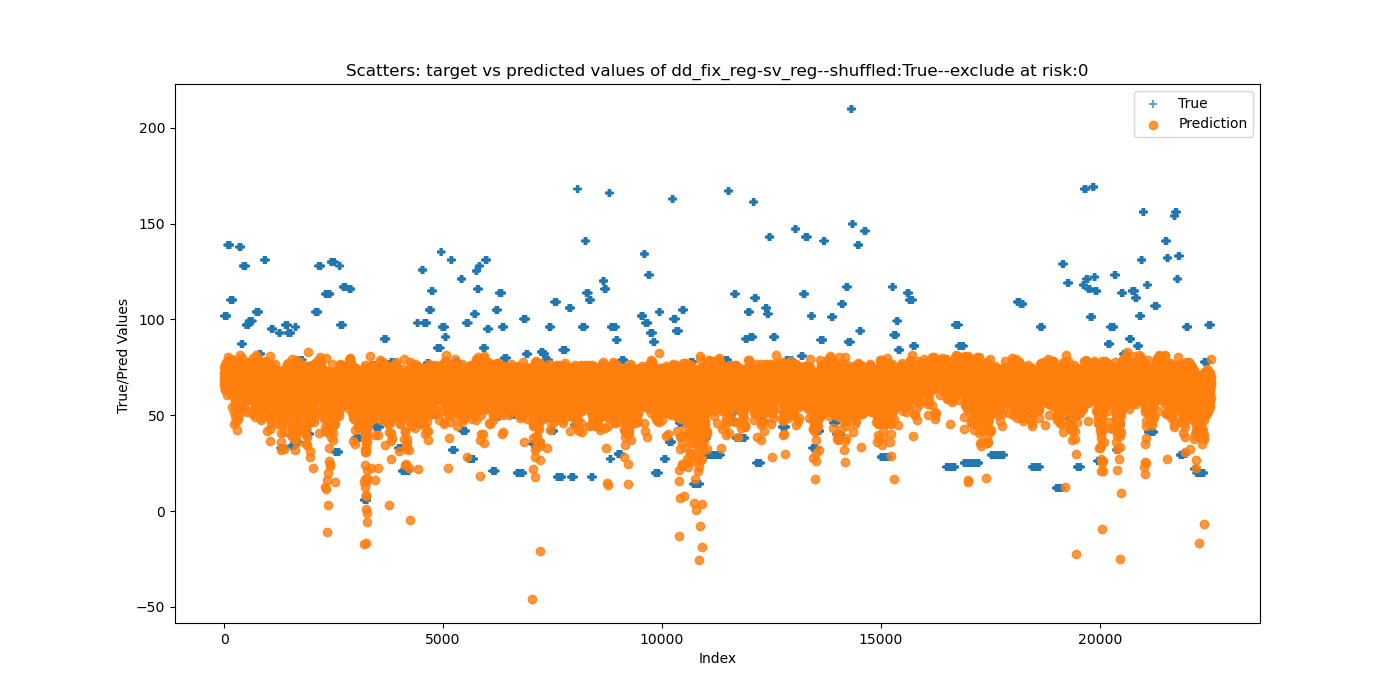 Scatters: target vs predicted values of dd_fix_reg-sv_reg--shuffled:True--exclude at risk:0
True
Prediction
True/Pred Values
200
150
100
50
0
−50
0
5000
10000
15000
20000
Index